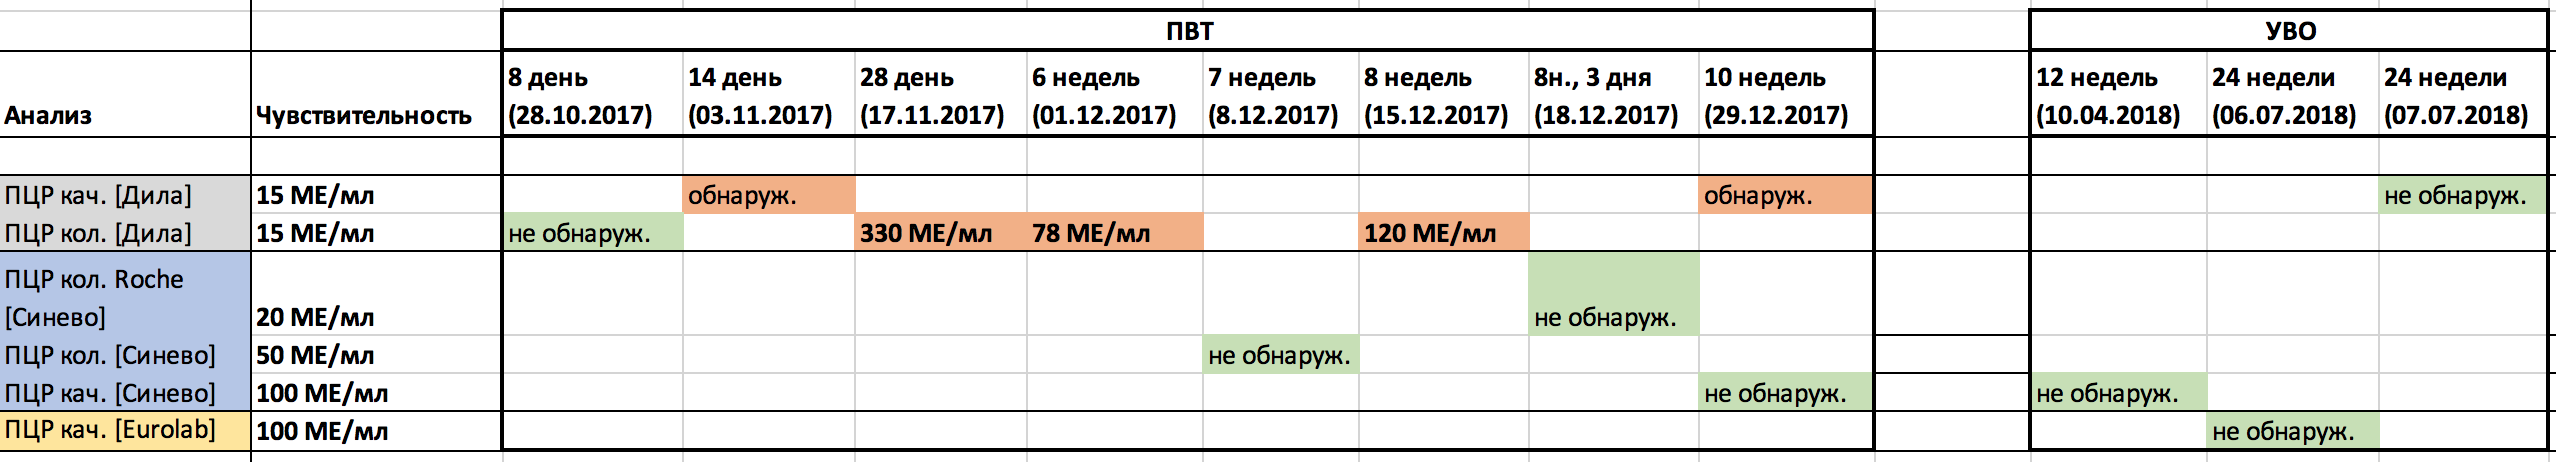 ПВТ УВО
Анализ Чувствительность 8 день (28.10.2017) 14 день (03.11.2017) 28 день (17.11.2017) 6 недель (01.12.2017) 7 недель (8.12.2017) 8 недель (15.12.2017) 8н., 3 дня (18.12.2017) 10 недель (29.12.2017) 12 недель (10.04.2018) 24 недели (06.07.2018) 24 недели (07.07.2018)
ПЦР кач. [Дила] 15 МЕ/мл обнаруж. обнаруж. не обнаруж.
ПЦР кол. [Дила] 15 МЕ/мл не обнаруж. 330 МЕ/мл 78 МЕ/мл 120 МЕ/мл
ПЦР кол. Roche [Синево] 20 МЕ/мл не обнаруж.
ПЦР кол. [Синево] 50 МЕ/мл не обнаруж.
ПЦР кач. [Синево] 100 МЕ/мл не обнаруж. не обнаруж.
ПЦР кач. [Eurolab] 100 МЕ/мл не обнаруж.